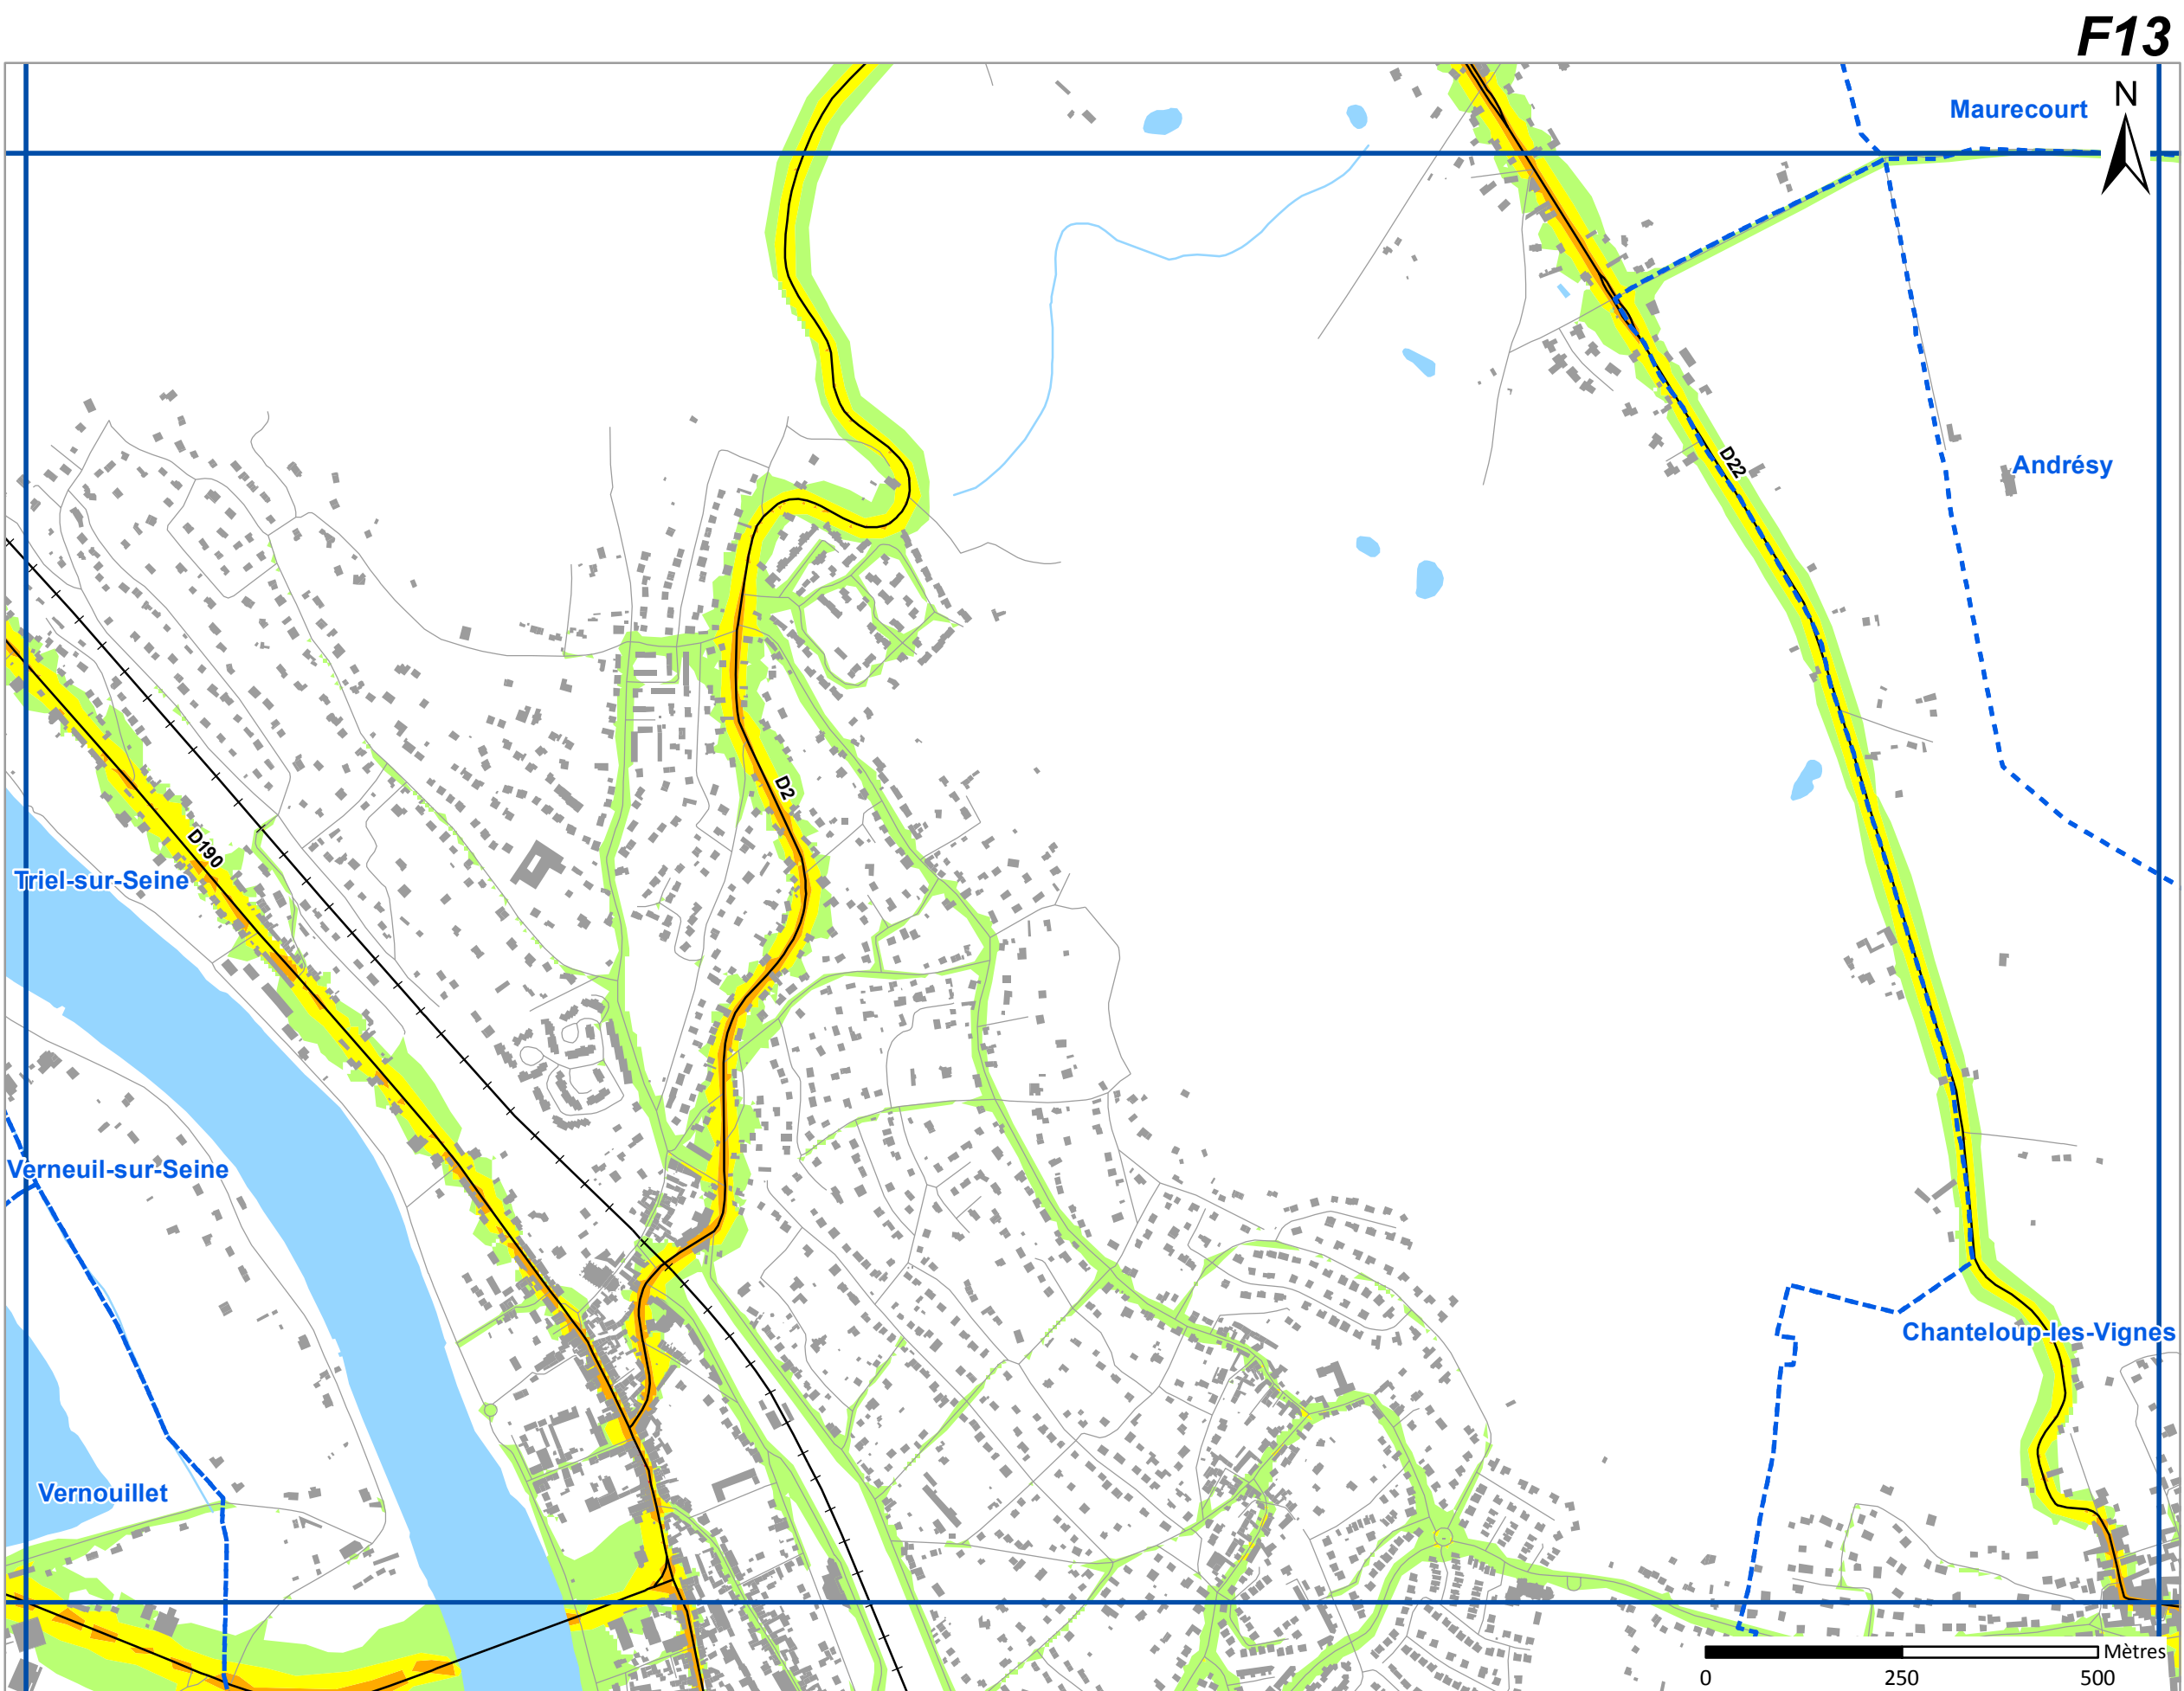 F13
N
Maurecourt
D22
Andrésy
D2
D190
Triel-sur-Seine
Verneuil-sur-Seine
Chanteloup-les-Vignes
Vernouillet
Mètres
0 250 500